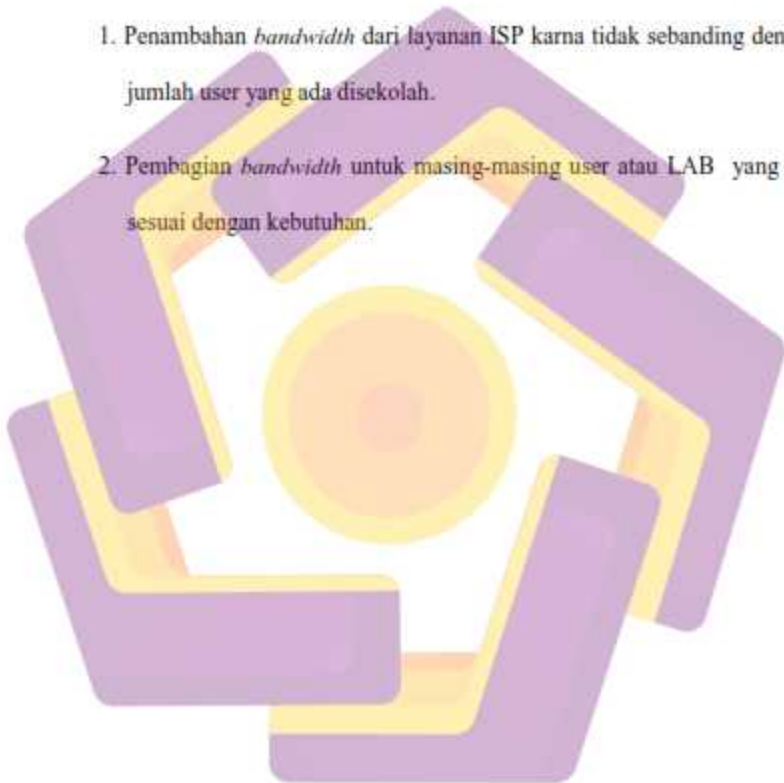 1. Penambahan bandwidth dari layanan ISP karna tidak sebanding
jumlah user yang ada disekolah.
2. Pembagian bandwidth untuk masing-masing user atau LAB yang
sesuai dengan kebutuhan.